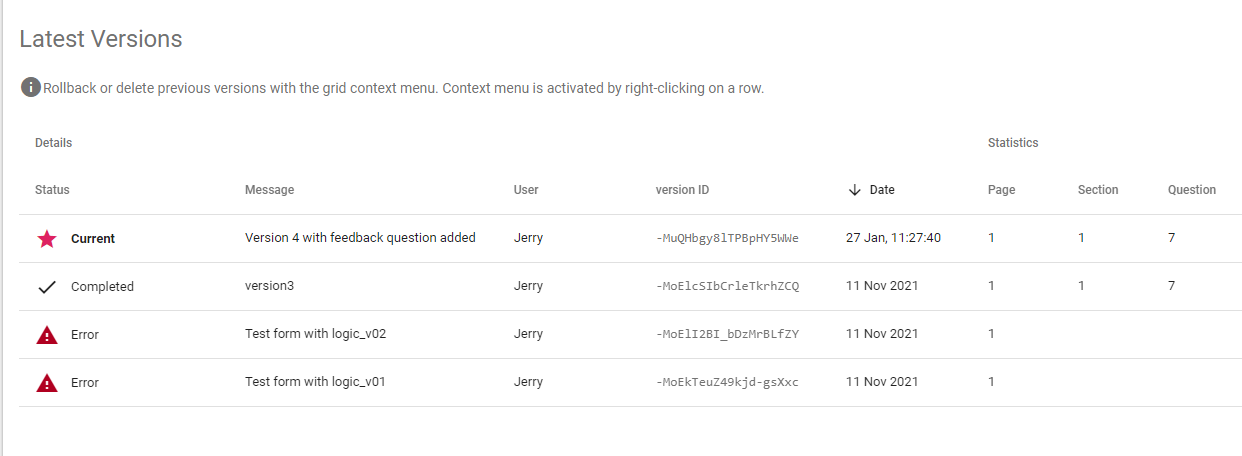 Latest Versions
Rollback or delete previous versions with the grid context menu. Context menu is activated by right-clicking on a row.
Details Statistics
Status Message User version ID Date Page Section Question
Current Version 4 with feedback question added Jerry -MuQHbgy8lTPBpHY5WWe 27 Jan, 11:27:40 1 1 7
Completed version3 Jerry -MoElcSIbCrleTkrhZCQ 11 Nov 2021 1 1 7
Error Test form with logic_v02 Jerry -MoElI2BI_bDzMrBLfZY 11 Nov 2021 1
Error Test form with logic_v01 Jerry -MoEkTeuZ49kjd-gsXxc 11 Nov 2021 1